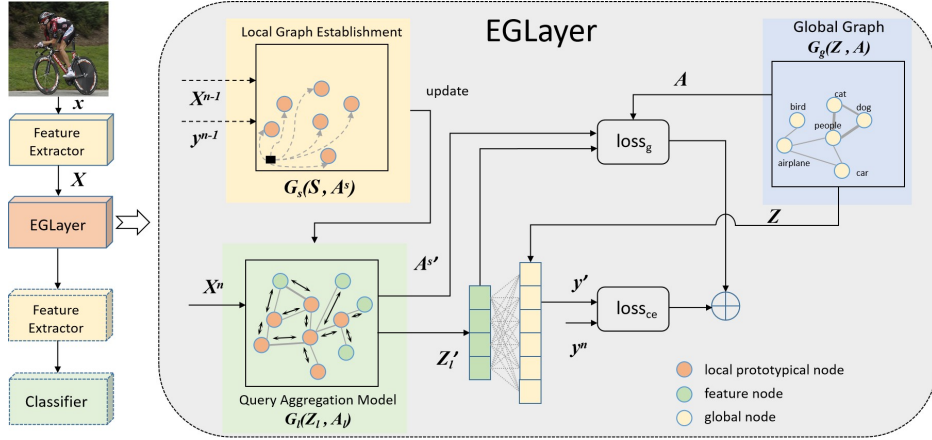 x
Feature
Extractor
X
EGLayer
Feature
Extractor
Classifier
EGLayer
Local Graph Establishment
X^{n-1}
y^{n-1}
G_s(S , A^s)
update
X^n
Query Aggregation Model
G_l(Z_l , A_l)
A^{s}′
Z_l′
loss_g
A
Global Graph
G_g(Z , A)
cat
bird
dog
people
airplane
car
Z
y′
y^n
loss_{ce}
local prototypical node
feature node
global node